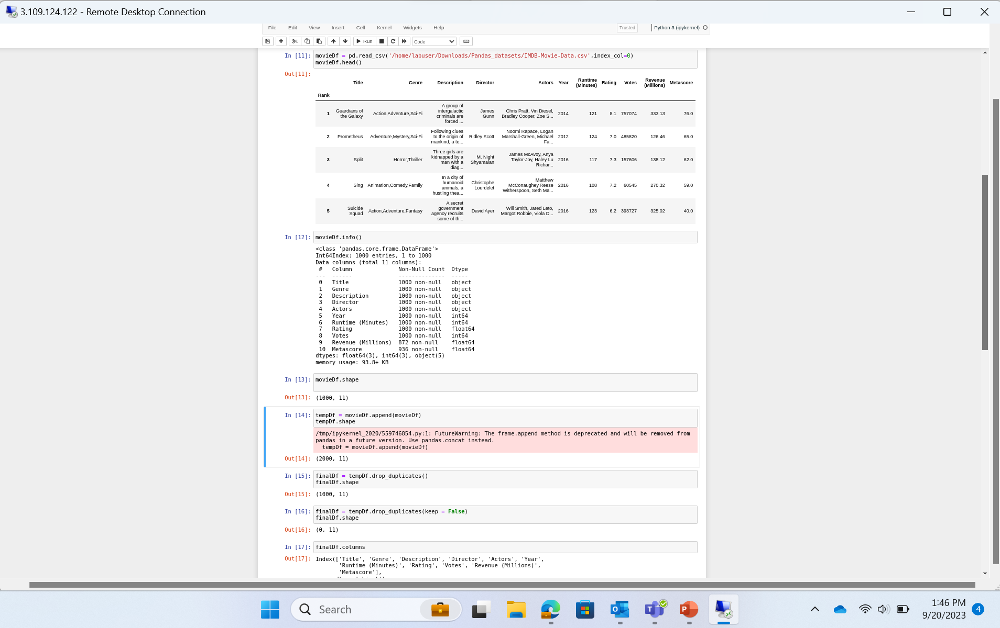 3.109.124.122 - Remote Desktop Connection
File Edit View Insert Cell Kernel Widgets Help
Trusted
Python 3 (ipykernel)
Run
Code
In [11]: movieDf = pd.read_csv('/home/labuser/Downloads/Pandas_datasets/IMDB-Movie-Data.csv',index_col=0)
movieDf.head()
Out[11]:
Title Genre Description Director Actors Year Runtime (Minutes) Rating Votes Revenue (Millions) Metascore
Rank
1 Guardians of the Galaxy Action,Adventure,Sci-Fi A group of intergalactic criminals are forced ... James Gunn Chris Pratt, Vin Diesel, Bradley Cooper, Zoe S... 2014 121 8.1 757074 333.13 76.0
2 Prometheus Adventure,Mystery,Sci-Fi Following clues to the origin of mankind, a te... Ridley Scott Noomi Rapace, Logan Marshall-Green, Michael Fa... 2012 124 7.0 485820 126.46 65.0
3 Split Horror,Thriller Three girls are kidnapped by a man with a diag... M. Night Shyamalan James McAvoy, Anya Taylor-Joy, Haley Lu Richar... 2016 117 7.3 157606 138.12 62.0
4 Sing Animation,Comedy,Family In a city of humanoid animals, a hustling thea... Christophe Lourdelet Matthew McConaughey,Reese Witherspoon, Seth Ma... 2016 108 7.2 60545 270.32 59.0
5 Suicide Squad Action,Adventure,Fantasy A secret government agency recruits some of th... David Ayer Will Smith, Jared Leto, Margot Robbie, Viola D... 2016 123 6.2 393727 325.02 40.0
In [12]: movieDf.info()
<class 'pandas.core.frame.DataFrame'>
Int64Index: 1000 entries, 1 to 1000
Data columns (total 11 columns):
# Column Non-Null Count Dtype
--- ------ -------------- -----
0 Title 1000 non-null object
1 Genre 1000 non-null object
2 Description 1000 non-null object
3 Director 1000 non-null object
4 Actors 1000 non-null object
5 Year 1000 non-null int64
6 Runtime (Minutes) 1000 non-null int64
7 Rating 1000 non-null float64
8 Votes 1000 non-null int64
9 Revenue (Millions) 872 non-null float64
10 Metascore 936 non-null float64
dtypes: float64(3), int64(3), object(5)
memory usage: 93.8+ KB
In [13]: movieDf.shape
Out[13]: (1000, 11)
In [14]: tempDf = movieDf.append(movieDf)
tempDf.shape
/tmp/ipykernel_2020/559746854.py:1: FutureWarning: The frame.append method is deprecated and will be removed from
pandas in a future version. Use pandas.concat instead.
tempDf = movieDf.append(movieDf)
Out[14]: (2000, 11)
In [15]: finalDf = tempDf.drop_duplicates()
finalDf.shape
Out[15]: (1000, 11)
In [16]: finalDf = tempDf.drop_duplicates(keep = False)
finalDf.shape
Out[16]: (0, 11)
In [17]: finalDf.columns
Out[17]: Index(['Title', 'Genre', 'Description', 'Director', 'Actors', 'Year',
'Runtime (Minutes)', 'Rating', 'Votes', 'Revenue (Millions)',
'Metascore'],
Search
1:46 PM
9/20/2023
4